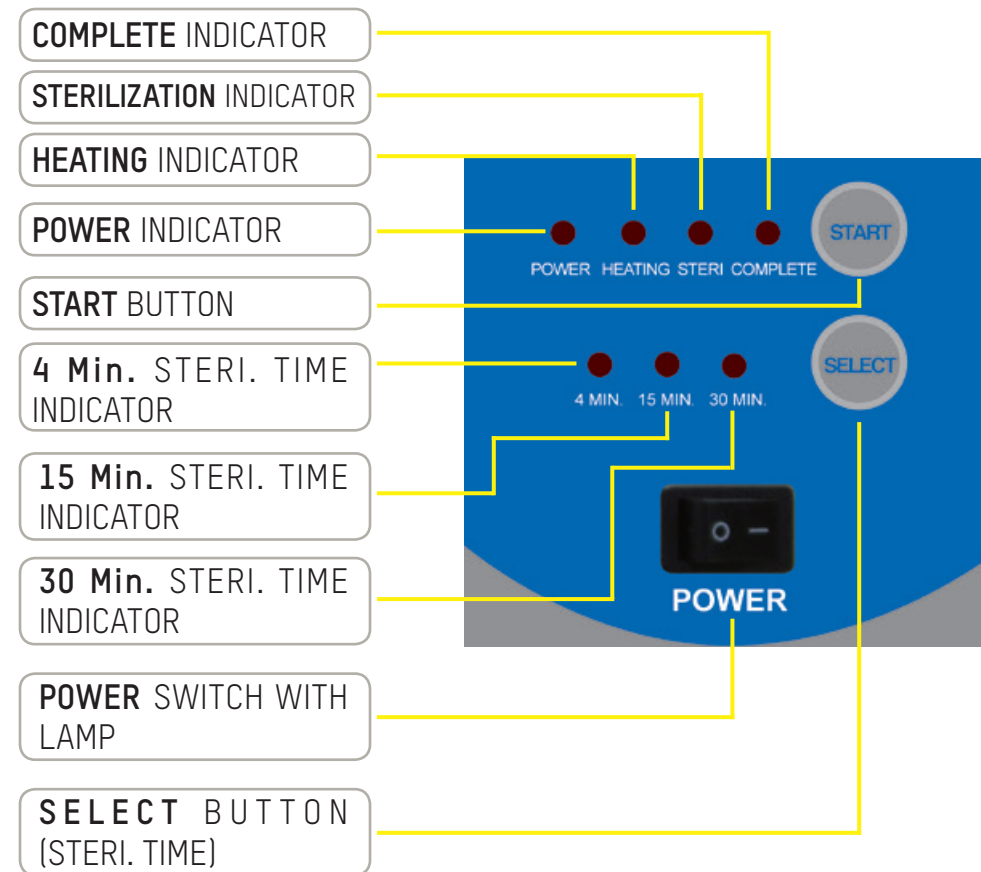 COMPLETE INDICATOR
STERILIZATION INDICATOR
HEATING INDICATOR
POWER INDICATOR
START BUTTON
4 Min. STERI. TIME
INDICATOR
15 Min. STERI. TIME
INDICATOR
30 Min. STERI. TIME
INDICATOR
POWER SWITCH WITH
LAMP
SELECT BUTTON
(STERI. TIME)
START
POWER HEATING STERI COMPLETE
SELECT
4 MIN. 15 MIN. 30 MIN.
O –
POWER